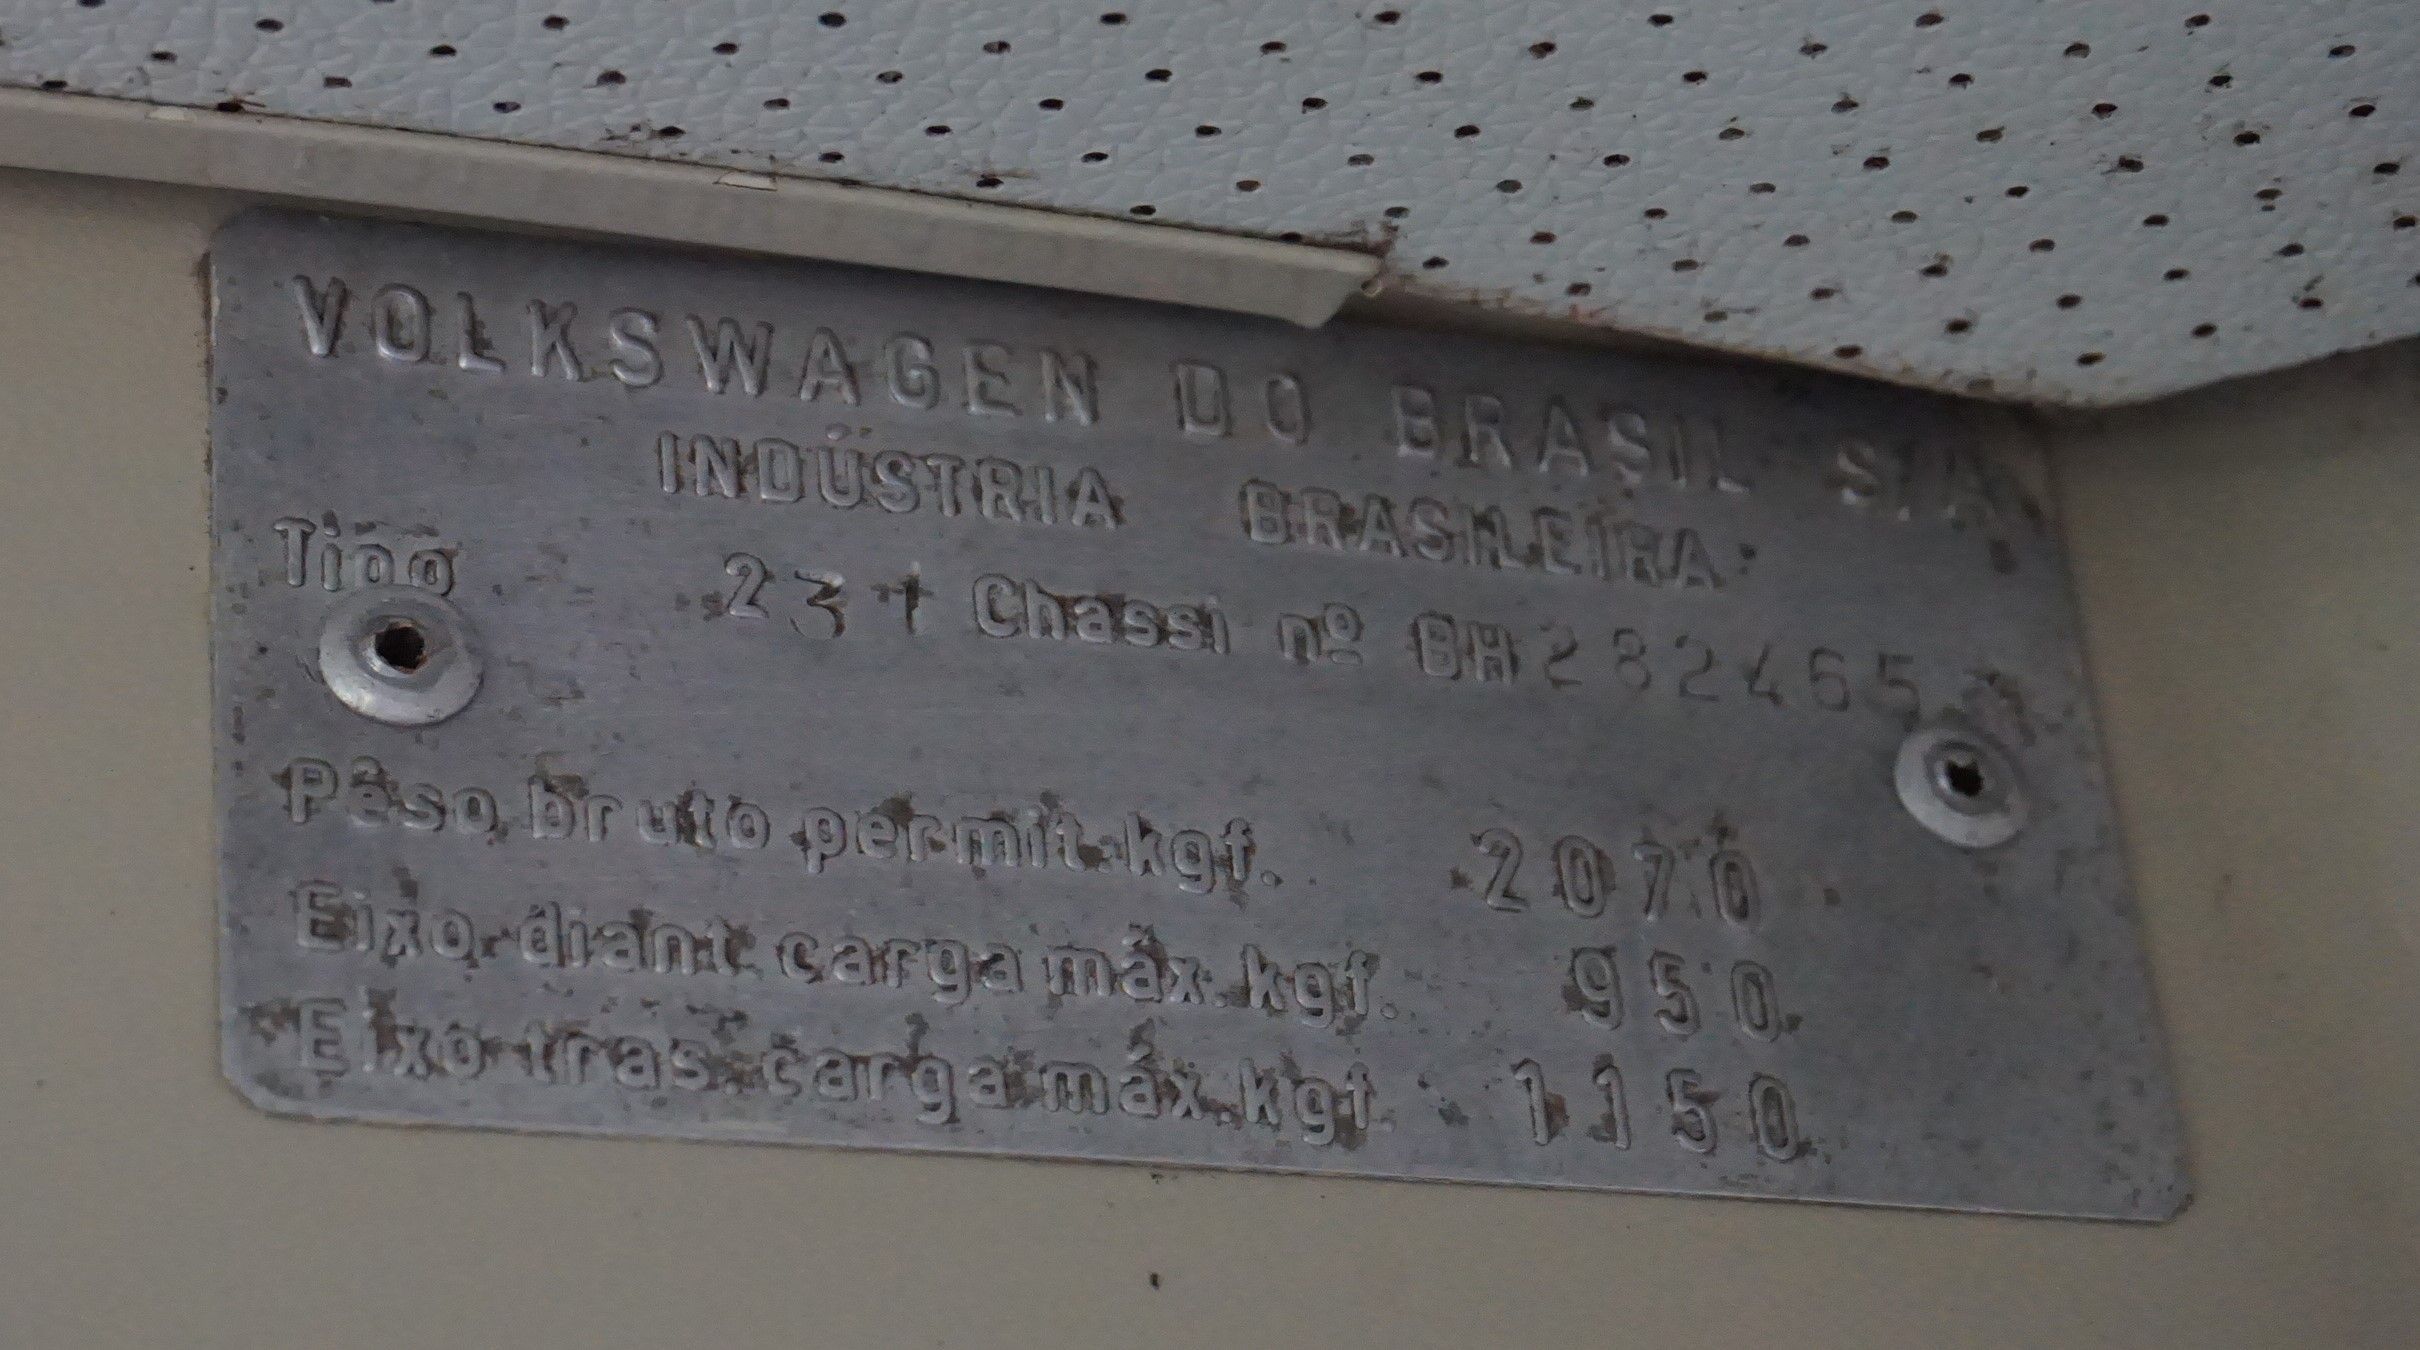 VOLKSWAGEN DO BRASIL S/A
INDÚSTRIA BRASILEIRA
Tipo 231 Chassi nº BH282465
Pêso bruto permit.kgf. 2070
Eixo diant.carga máx.kgf. 950
Eixo tras.carga máx.kgf. 1150